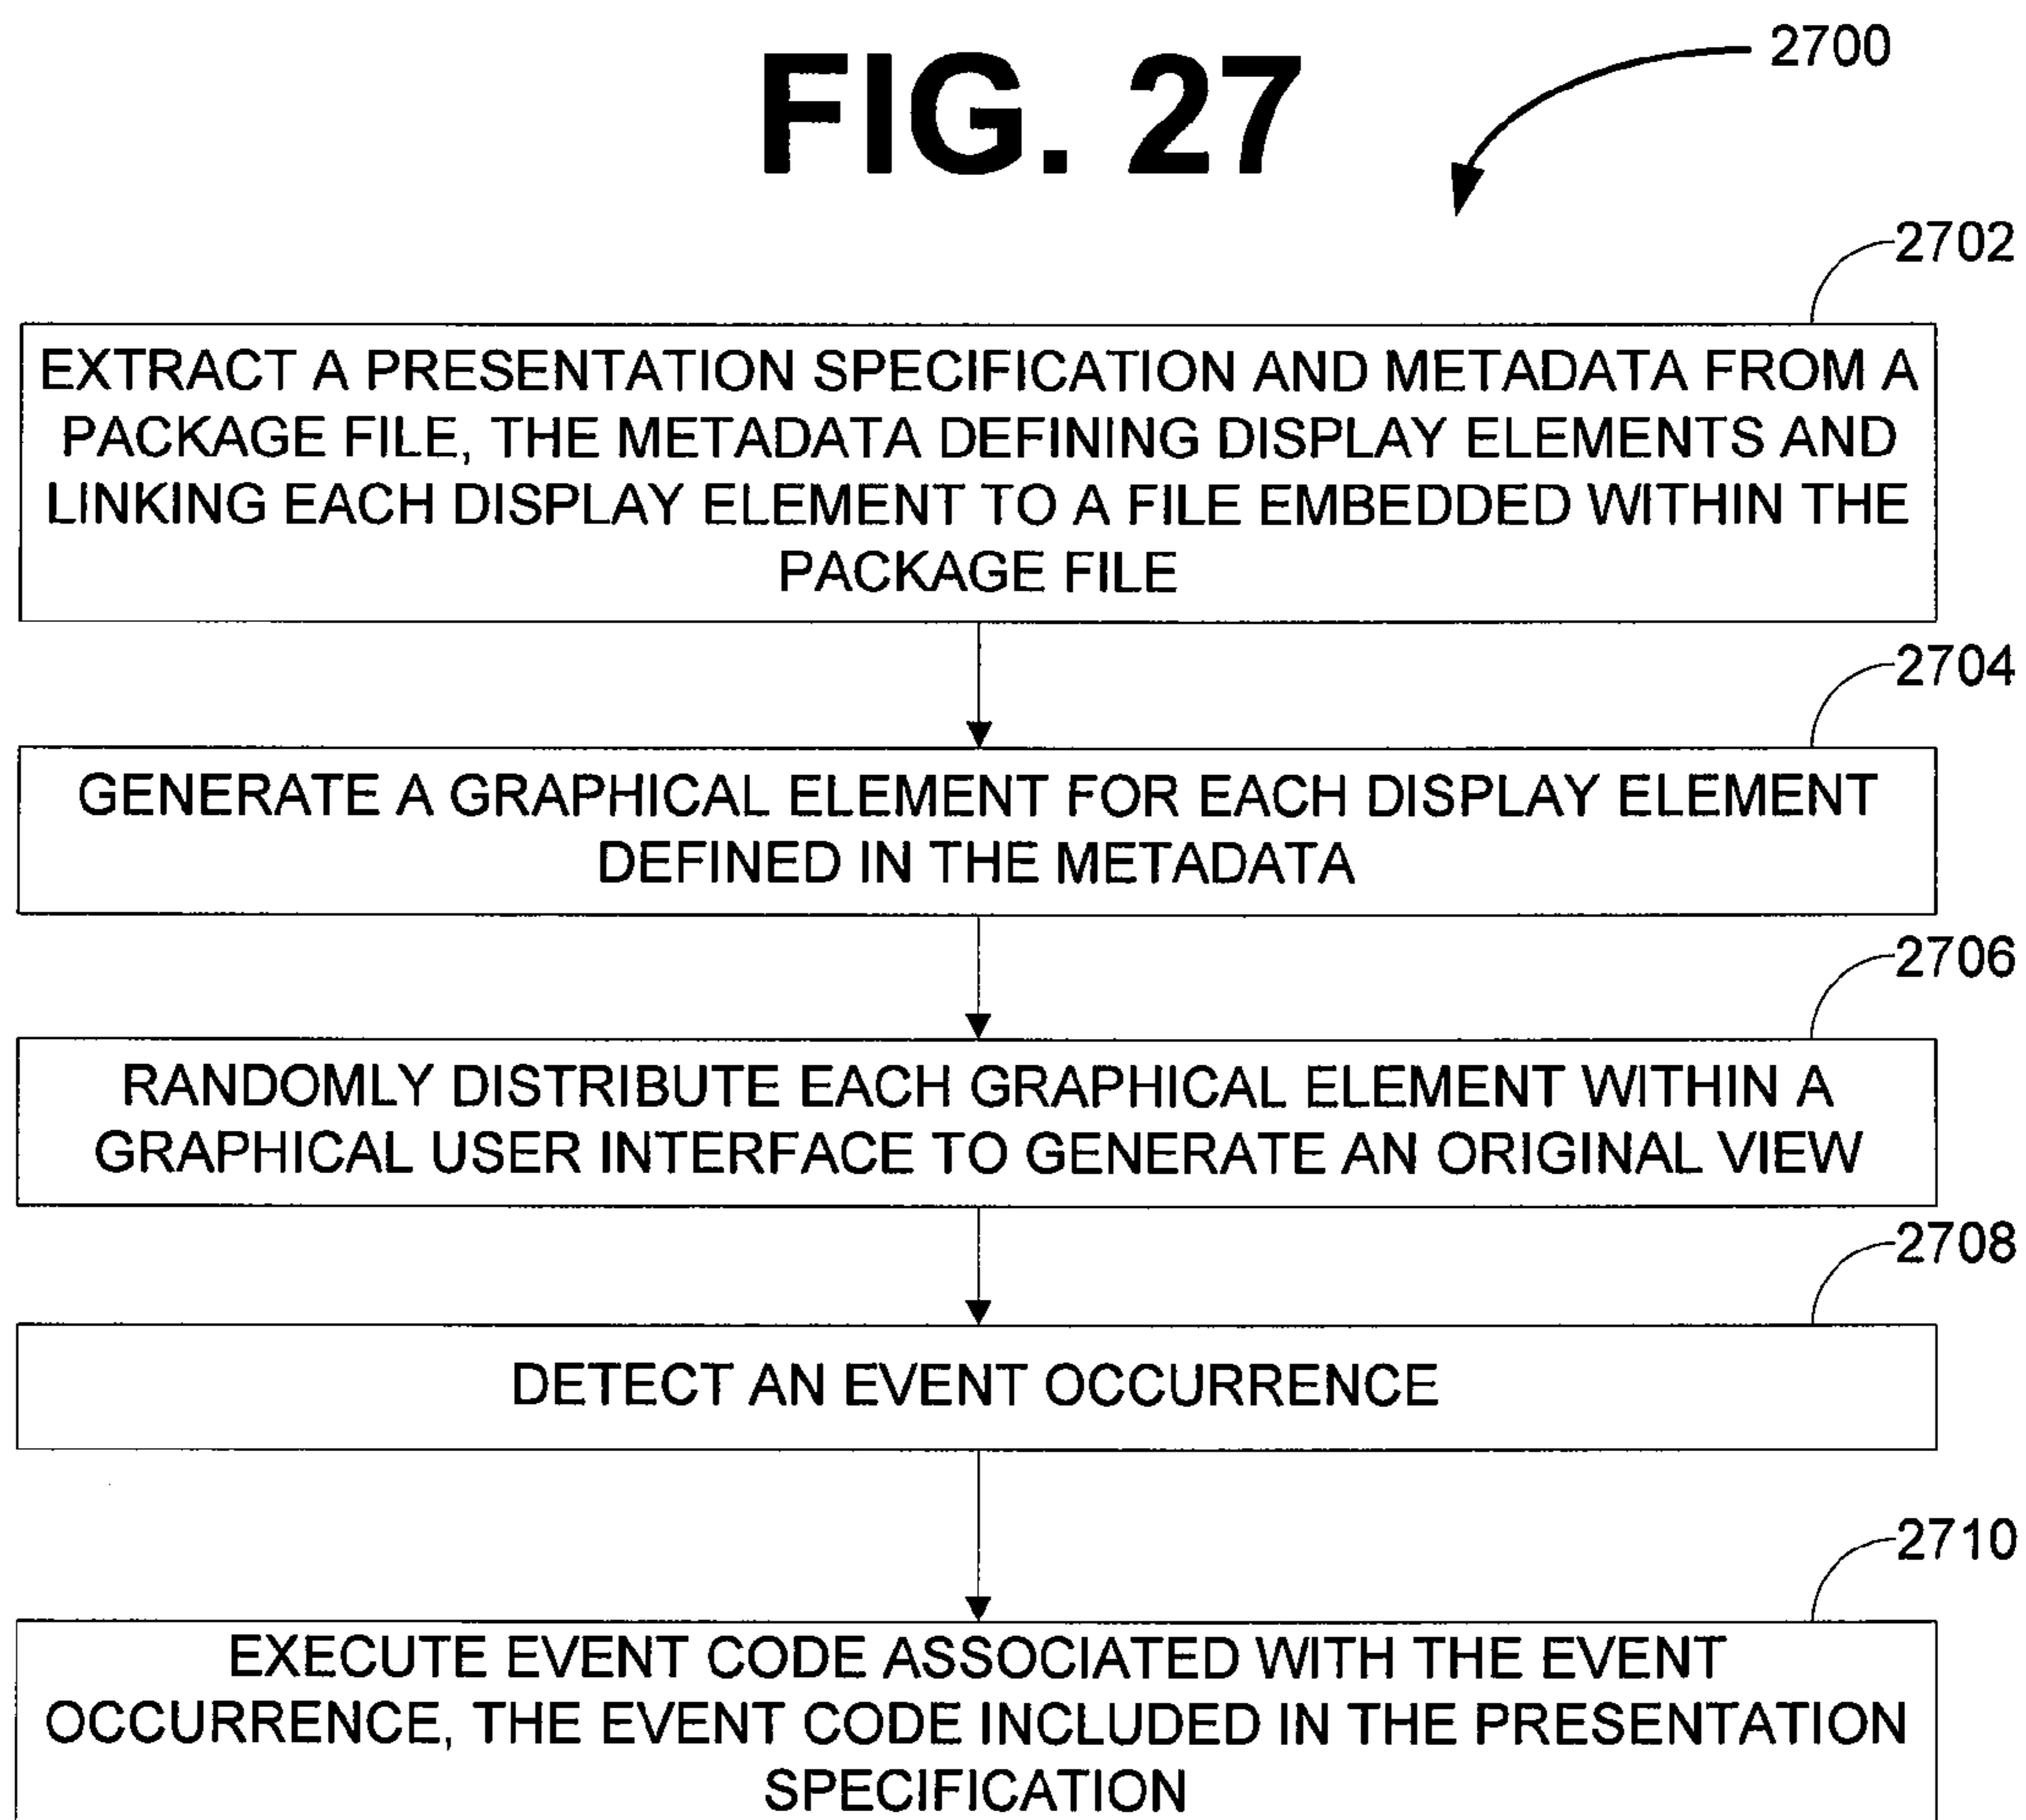 FIG. 27
2700
2702
EXTRACT A PRESENTATION SPECIFICATION AND METADATA FROM A
PACKAGE FILE, THE METADATA DEFINING DISPLAY ELEMENTS AND
LINKING EACH DISPLAY ELEMENT TO A FILE EMBEDDED WITHIN THE
PACKAGE FILE
2704
GENERATE A GRAPHICAL ELEMENT FOR EACH DISPLAY ELEMENT
DEFINED IN THE METADATA
2706
RANDOMLY DISTRIBUTE EACH GRAPHICAL ELEMENT WITHIN A
GRAPHICAL USER INTERFACE TO GENERATE AN ORIGINAL VIEW
2708
DETECT AN EVENT OCCURRENCE
2710
EXECUTE EVENT CODE ASSOCIATED WITH THE EVENT
OCCURRENCE, THE EVENT CODE INCLUDED IN THE PRESENTATION
SPECIFICATION